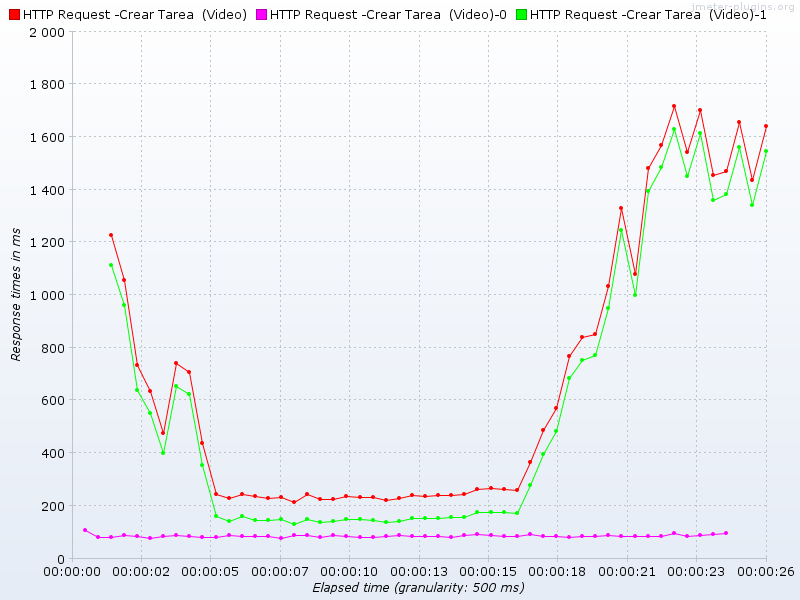 jmeter-plugins.org
HTTP Request -Crear Tarea (Video) HTTP Request -Crear Tarea (Video)-0 HTTP Request -Crear Tarea (Video)-1
2 000
1 800
1 600
1 400
1 200
1 000
800
600
400
200
0
Response times in ms
00:00:00 00:00:02 00:00:05 00:00:07 00:00:10 00:00:13 00:00:15 00:00:18 00:00:21 00:00:23 00:00:26
Elapsed time (granularity: 500 ms)